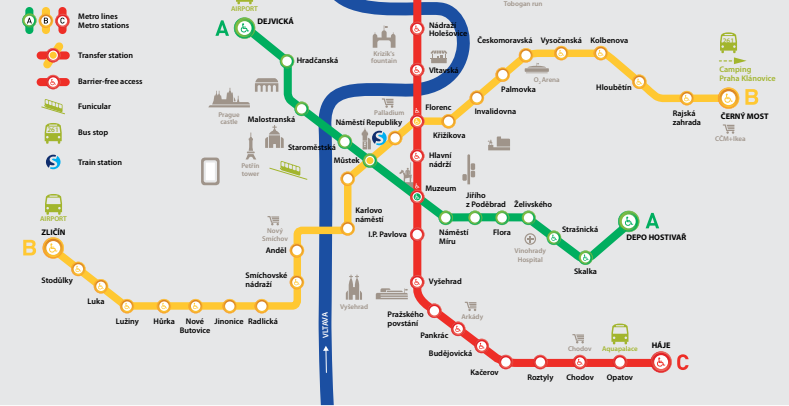 Tobogan run
A B C
Metro lines
Metro stations
Transfer station
Barrier-free access
Funicular
Bus stop
Train station
AIRPORT
A
DEJVICKÁ
Hradčanská
Malostranská
Staroměstská
Můstek
Muzeum
Náměstí
Míru
Jiřího
z Poděbrad
Flora
Želivského
Strašnická
Skalka
A
DEPO HOSTIVAŘ
Prague
castle
Petřín
tower
Křizík's
fountain
Palladium
Nádraží
Holešovice
Vltavská
Florenc
Hlavní
nádrží
I.P. Pavlova
Vyšehrad
Pražského
povstání
Pankrác
Budějovická
Kačerov
Roztyly
Chodov
Opatov
HÁJE
C
Arkády
Chodov
Aquapalace
Vyšehrad
Vinohrady
Hospital
AIRPORT
ZLIČÍN
B
Stodůlky
Luka
Lužiny
Hůrka
Nové
Butovice
Jinonice
Radlická
Smíchovské
nádraží
Anděl
Nový
Smíchov
Karlovo
náměstí
Náměstí Republiky
Křižíkova
Invalidovna
Palmovka
Českomoravská
Vysočanská
Kolbenova
Hloubětín
Rajská
zahrada
B
ČERNÝ MOST
ČČM+Ikea
O2 Arena
261
Camping
Praha Klánovice
VLTAVA